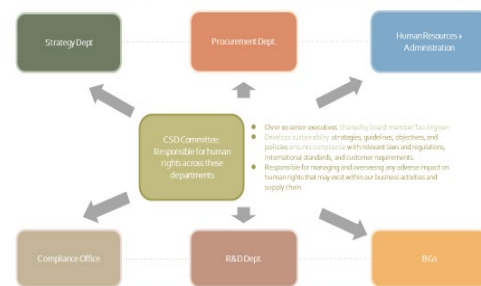 Strategy Dept
Procurement Dept.
Human Resources +
Administration
CSD Committee:
Responsible for human
rights across these
departments
Over 10 senior executives, chaired by board member Tao Jingwen
Develops sustainability strategies, guidelines, objectives, and
policies ensures compliance with relevant laws and regulations,
international standards, and customer requirements.
Responsible for managing and overseeing any adverse impact on
human rights that may exist within our business activities and
supply chain
Compliance Office
R&D Dept.
BGs